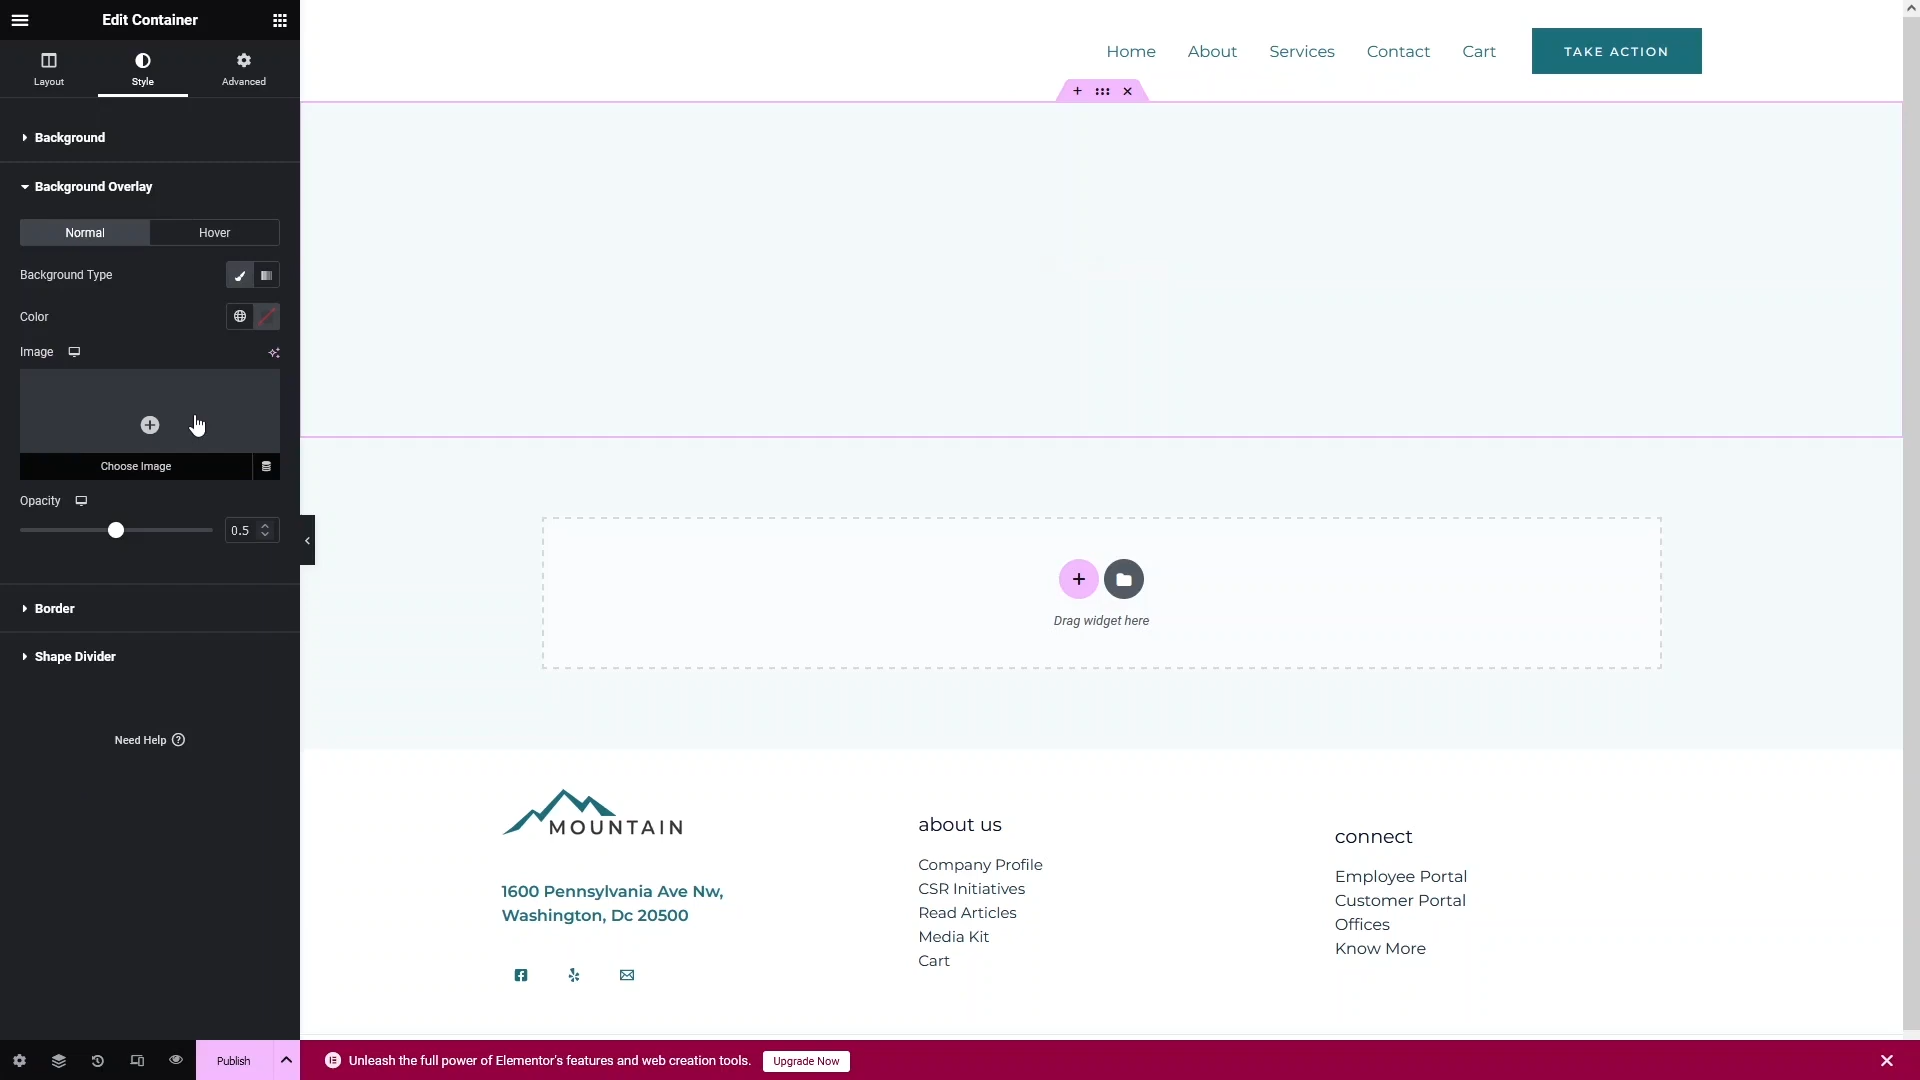 Edit Container
Layout
Style
Advanced
Background
Background Overlay
Normal
Hover
Background Type
Color
Image
Choose Image
Opacity
0.5
Border
Shape Divider
Need Help
Publish
Home
About
Services
Contact
Cart
TAKE ACTION
Drag widget here
MOUNTAIN
1600 Pennsylvania Ave Nw,
Washington, Dc 20500
about us
Company Profile
CSR Initiatives
Read Articles
Media Kit
Cart
connect
Employee Portal
Customer Portal
Offices
Know More
Unleash the full power of Elementor's features and web creation tools.
Upgrade Now